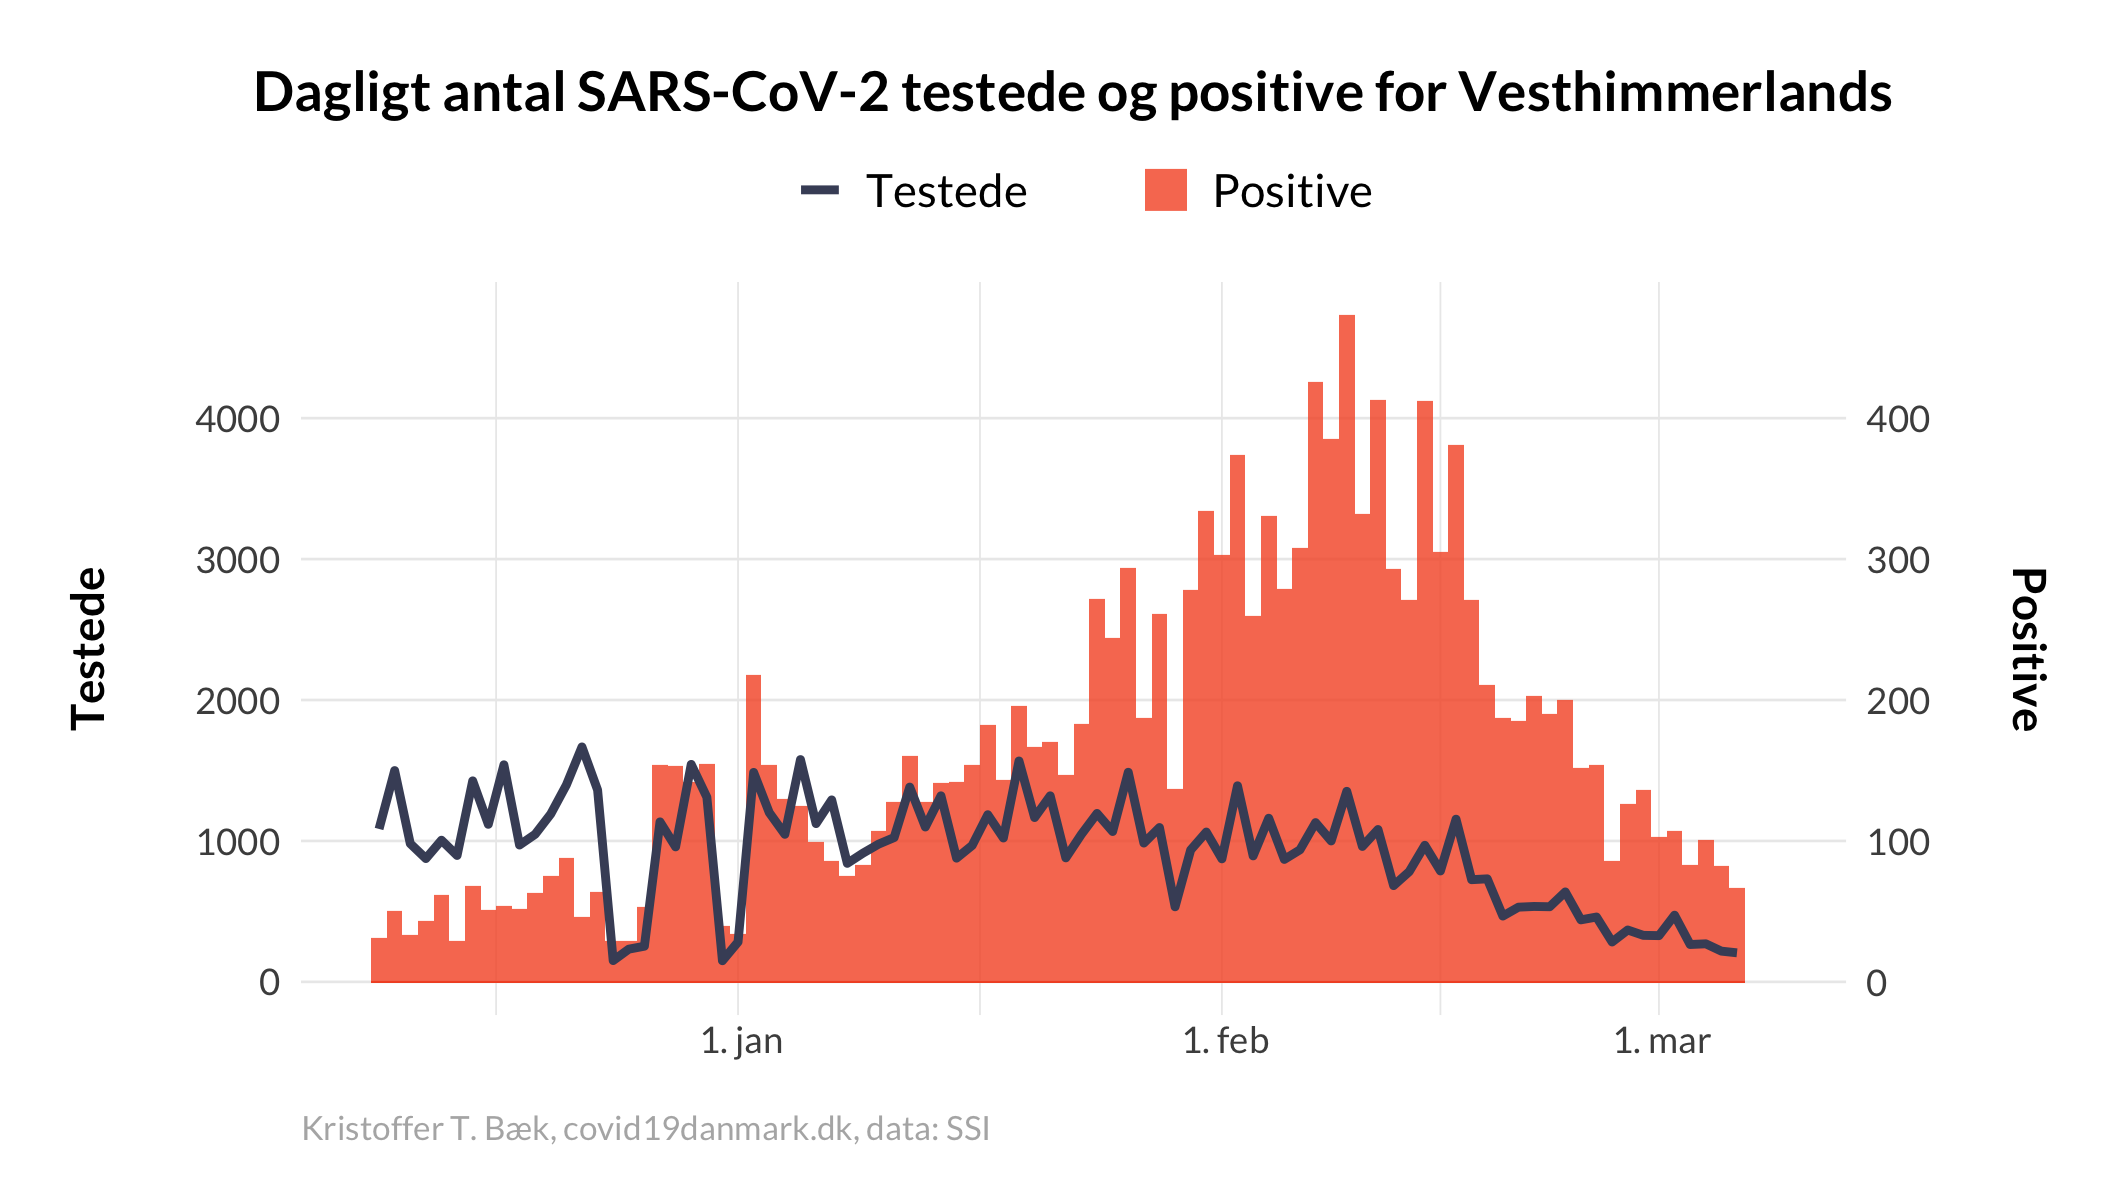 Dagligt antal SARS-CoV-2 testede og positive for Vesthimmerlands
Testede
Positive
Testede
4000
3000
2000
1000
0
400
300
200
100
0
Positive
1. jan
1. feb
1. mar
Kristoffer T. Bæk, covid19danmark.dk, data: SSI